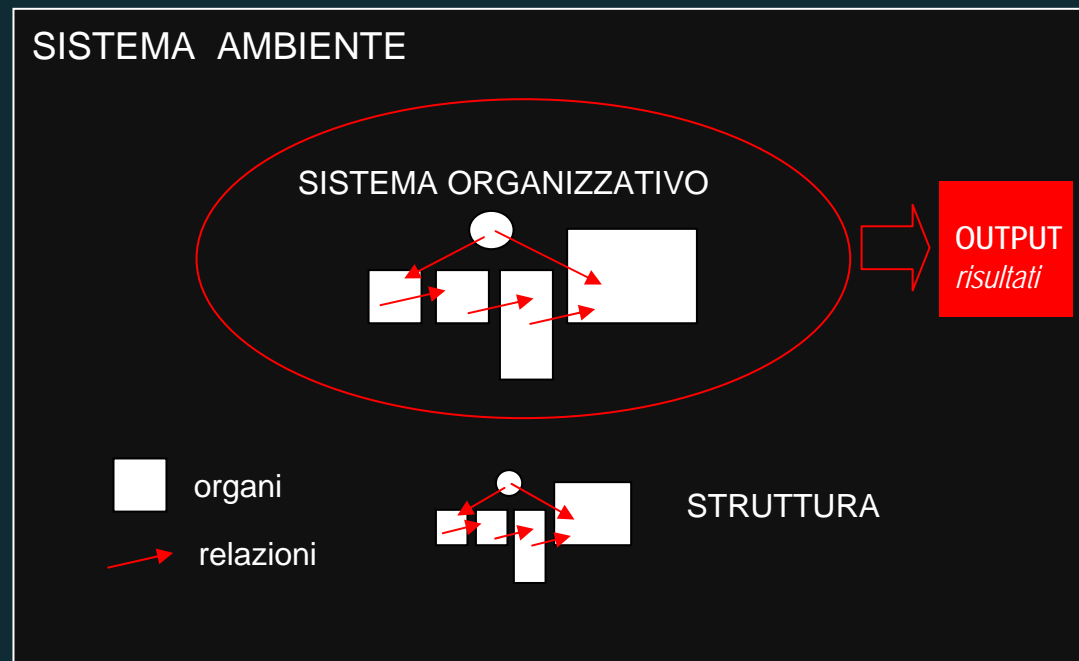 SISTEMA AMBIENTE
SISTEMA ORGANIZZATIVO
OUTPUT
risultati
organi
STRUTTURA
relazioni